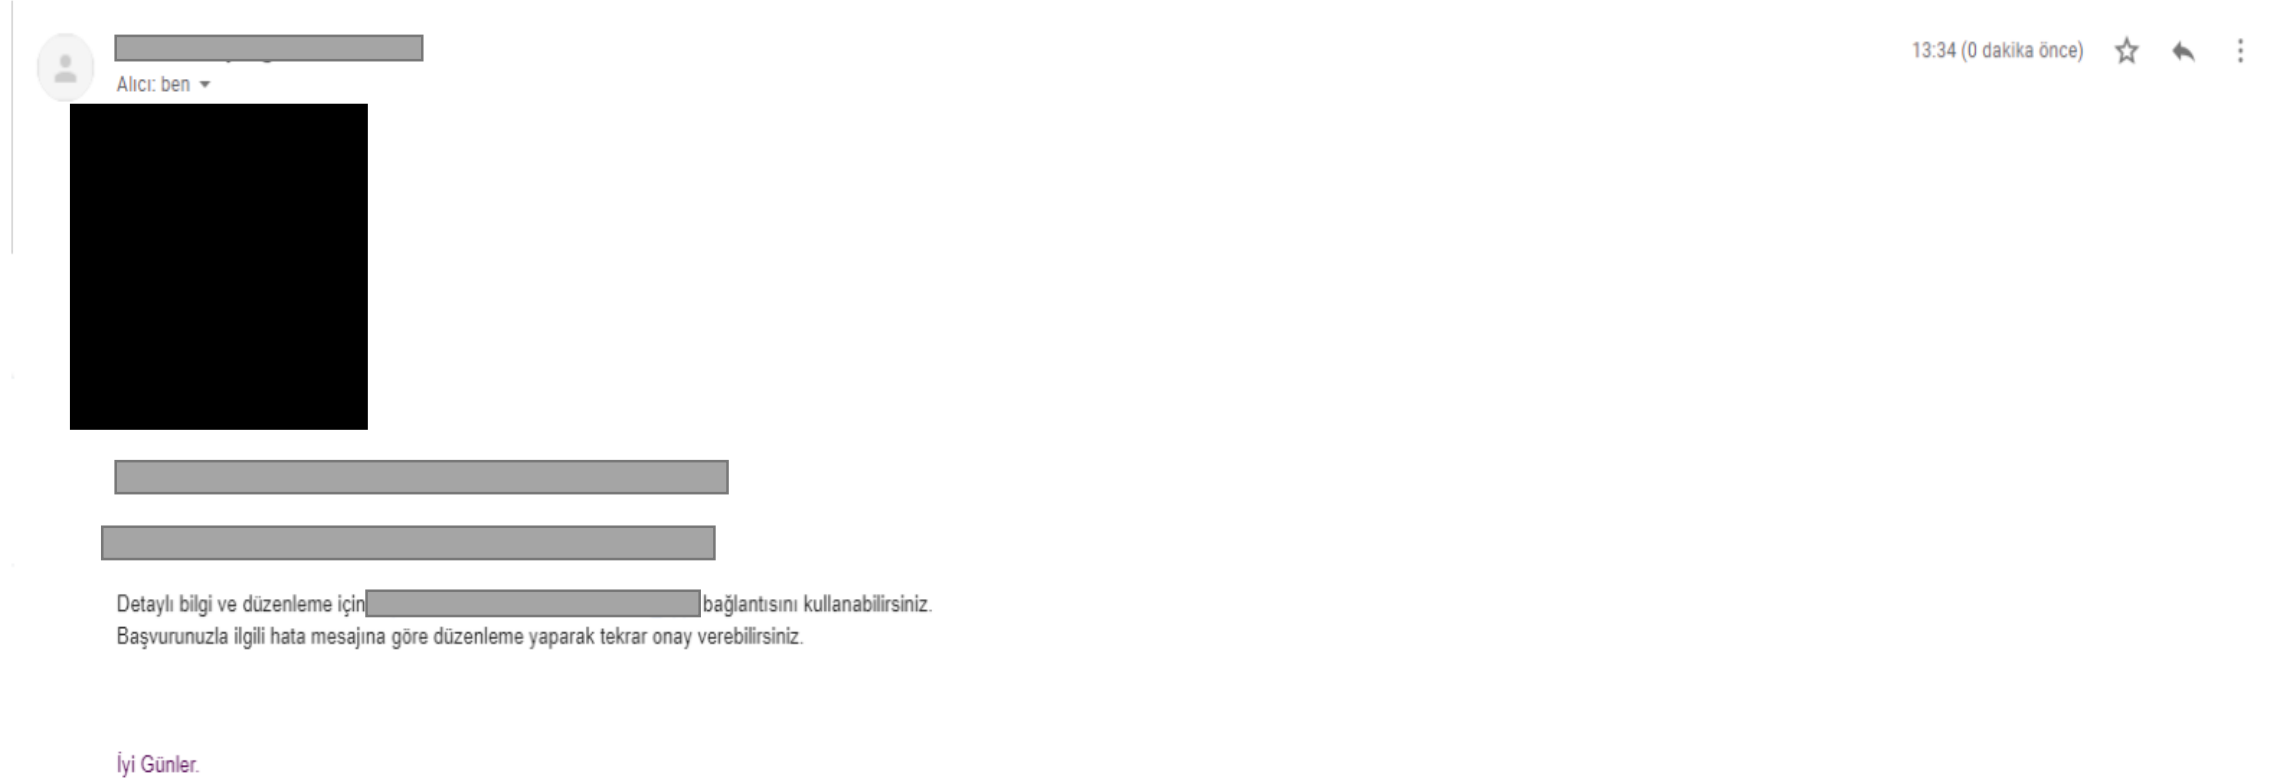 13:34 (0 dakika önce)
Alıcı: ben
Detaylı bilgi ve düzenleme için bağlantısını kullanabilirsiniz.
Başvurunuzla ilgili hata mesajına göre düzenleme yaparak tekrar onay verebilirsiniz.
İyi Günler.